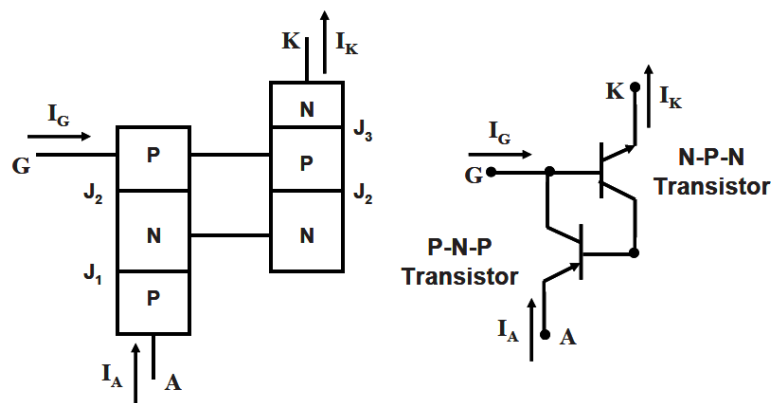 K
I_K
N
I_G
J_3
G
P
P
J_2
J_2
N
N
J_1
P
I_A
A
K
I_K
I_G
N-P-N
Transistor
G
P-N-P
Transistor
I_A
A